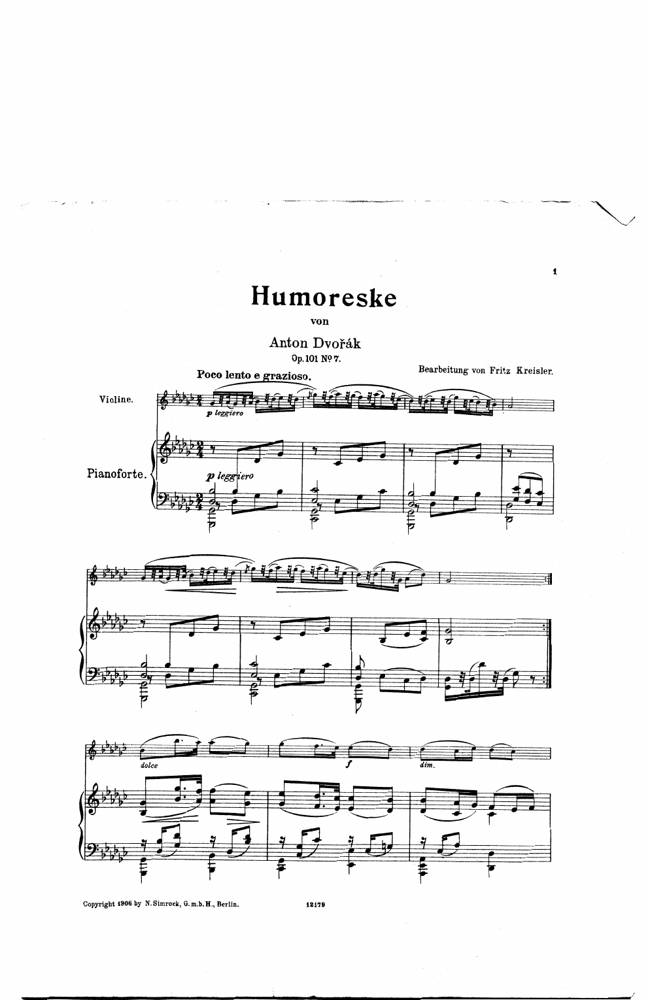 1
Humoreske
von
Anton Dvořák
Op. 101 Nº 7.
Bearbeitung von Fritz Kreisler.
Poco lento e grazioso.
Violine.
p leggiero
Pianoforte.
p leggiero
dolce
f
dim.
Copyright 1906 by N. Simrock, G. m. b. H., Berlin.
12179